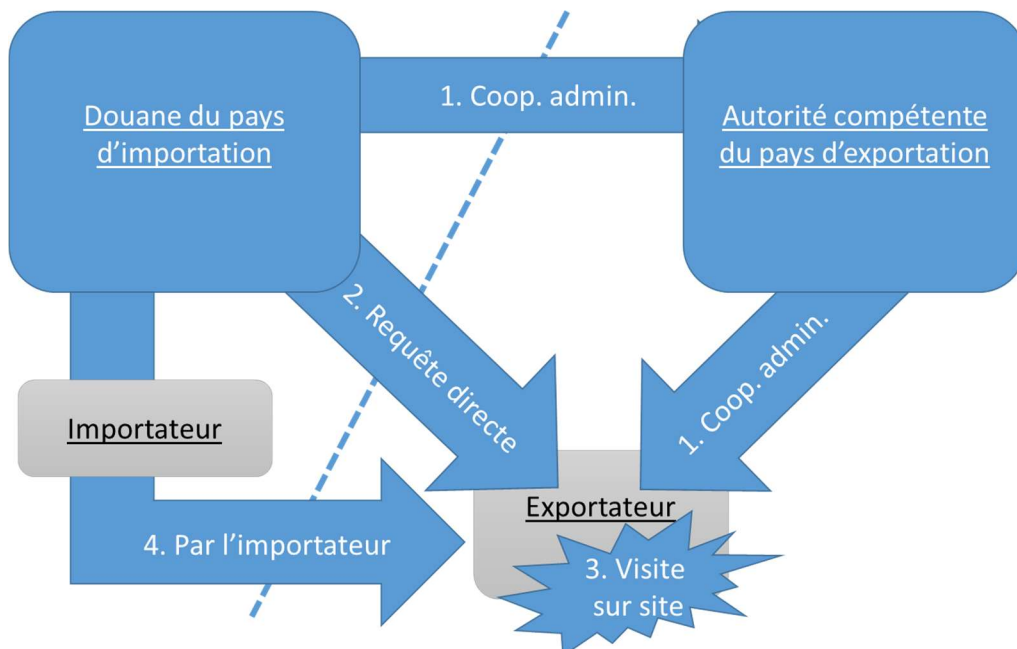 Douane du pays
d’importation
1. Coop. admin.
Autorité compétente
du pays d’exportation
2. Requête directe
1. Coop. admin.
Importateur
Exportateur
4. Par l’importateur
3. Visite
sur site